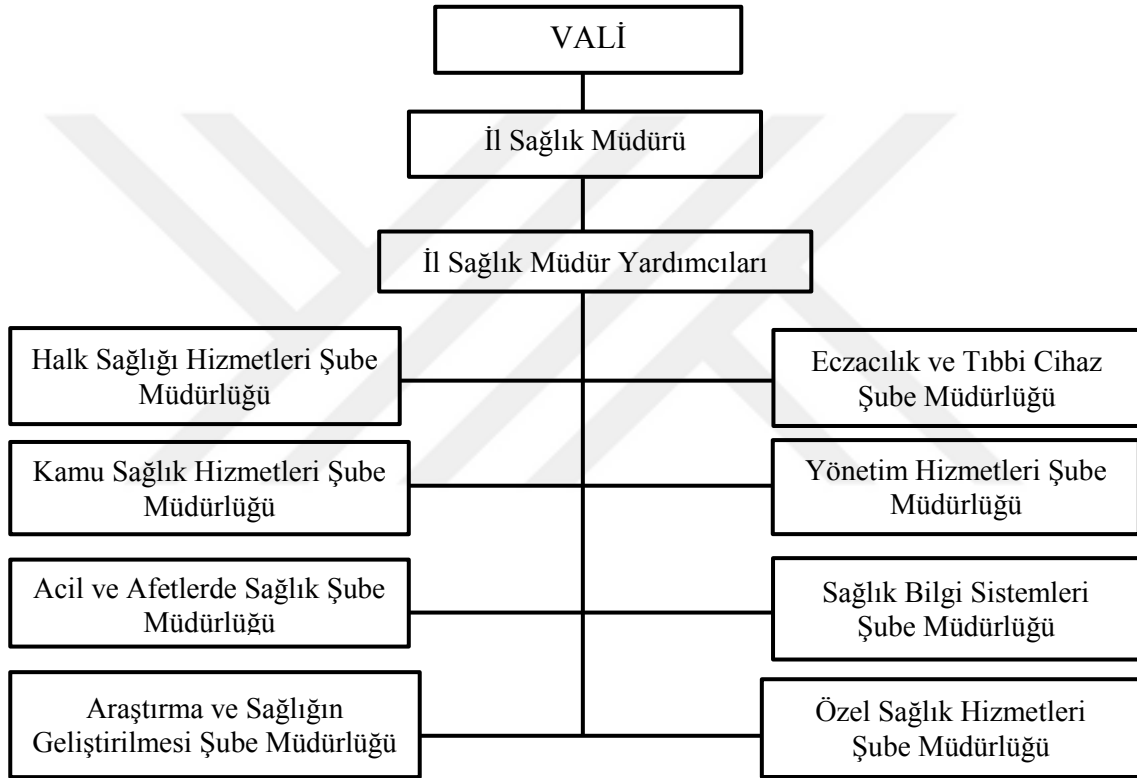 VALİ
İl Sağlık Müdürü
İl Sağlık Müdür Yardımcıları
Halk Sağlığı Hizmetleri Şube
Müdürlüğü
Eczacılık ve Tıbbi Cihaz
Şube Müdürlüğü
Kamu Sağlık Hizmetleri Şube
Müdürlüğü
Yönetim Hizmetleri Şube
Müdürlüğü
Acil ve Afetlerde Sağlık Şube
Müdürlüğü
Sağlık Bilgi Sistemleri
Şube Müdürlüğü
Araştırma ve Sağlığın
Geliştirilmesi Şube Müdürlüğü
Özel Sağlık Hizmetleri
Şube Müdürlüğü